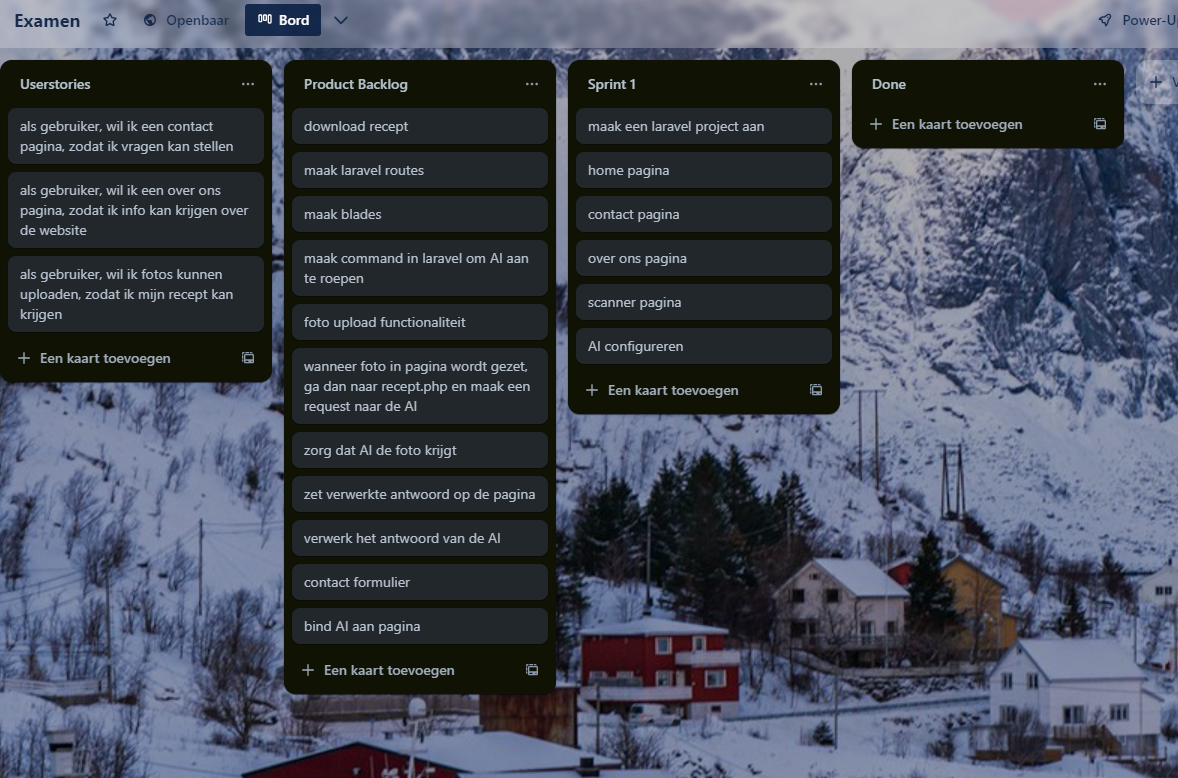 Examen
Openbaar
Bord
Power-U
Userstories
als gebruiker, wil ik een contact
pagina, zodat ik vragen kan stellen
als gebruiker, wil ik een over ons
pagina, zodat ik info kan krijgen over
de website
als gebruiker, wil ik fotos kunnen
uploaden, zodat ik mijn recept kan
krijgen
Een kaart toevoegen
Product Backlog
download recept
maak laravel routes
maak blades
maak command in laravel om AI aan
te roepen
foto upload functionaliteit
wanneer foto in pagina wordt gezet,
ga dan naar recept.php en maak een
request naar de AI
zorg dat AI de foto krijgt
zet verwerkte antwoord op de pagina
verwerk het antwoord van de AI
contact formulier
bind AI aan pagina
Een kaart toevoegen
Sprint 1
maak een laravel project aan
home pagina
contact pagina
over ons pagina
scanner pagina
AI configureren
Een kaart toevoegen
Done
Een kaart toevoegen